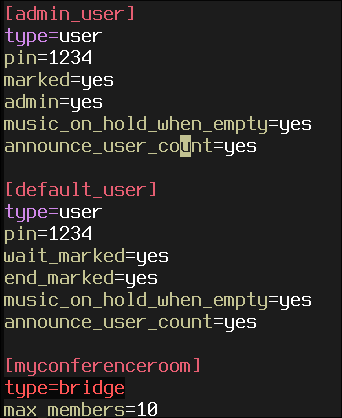 [admin_user]
type=user
pin=1234
marked=yes
admin=yes
music_on_hold_when_empty=yes
announce_user_count=yes
[default_user]
type=user
pin=1234
wait_marked=yes
end_marked=yes
music_on_hold_when_empty=yes
announce_user_count=yes
[myconferenceroom]
type=bridge
max_members=10